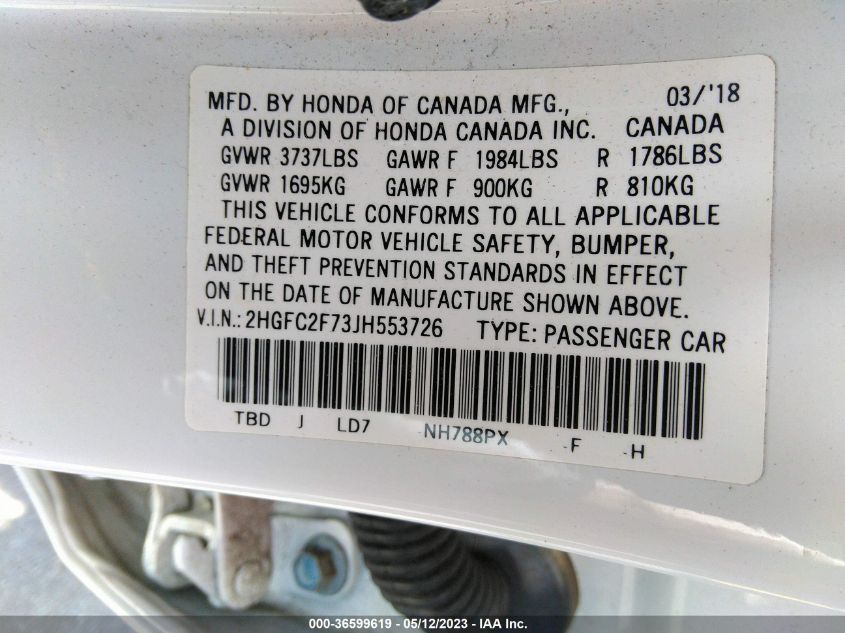 MFD. BY HONDA OF CANADA MFG., 03/'18
A DIVISION OF HONDA CANADA INC. CANADA
GVWR 3737LBS GAWR F 1984LBS R 1786LBS
GVWR 1695KG GAWR F 900KG R 810KG
THIS VEHICLE CONFORMS TO ALL APPLICABLE
FEDERAL MOTOR VEHICLE SAFETY, BUMPER,
AND THEFT PREVENTION STANDARDS IN EFFECT
ON THE DATE OF MANUFACTURE SHOWN ABOVE.
V.I.N.: 2HGFC2F73JH553726 TYPE: PASSENGER CAR
TBD J LD7 NH788PX F H
000-36599619 - 05/12/2023 - IAA Inc.